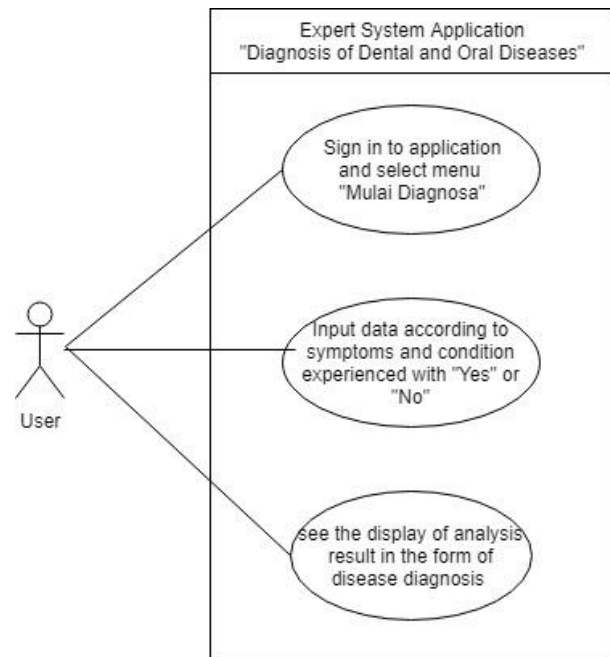 Expert System Application
"Diagnosis of Dental and Oral Diseases"
Sign in to application
and select menu
"Mulai Diagnosa"
Input data according to
symptoms and condition
experienced with "Yes" or
"No"
User
see the display of analysis
result in the form of
disease diagnosis